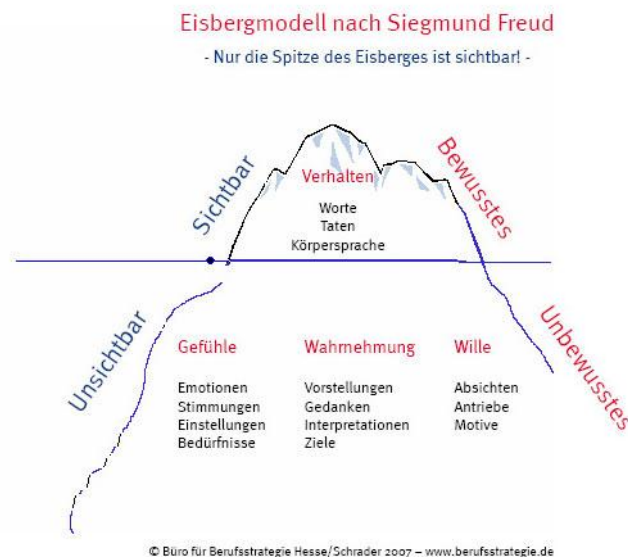 Eisbergmodell nach Siegmund Freud
- Nur die Spitze des Eisberges ist sichtbar! -
Sichtbar
Bewusstes
Verhalten
Worte
Taten
Körpersprache
Unsichtbar
Unbewusstes
Gefühle
Emotionen
Stimmungen
Einstellungen
Bedürfnisse
Wahrnehmung
Vorstellungen
Gedanken
Interpretationen
Ziele
Wille
Absichten
Antriebe
Motive
© Büro für Berufsstrategie Hesse/Schrader 2007 – www.berufsstrategie.de